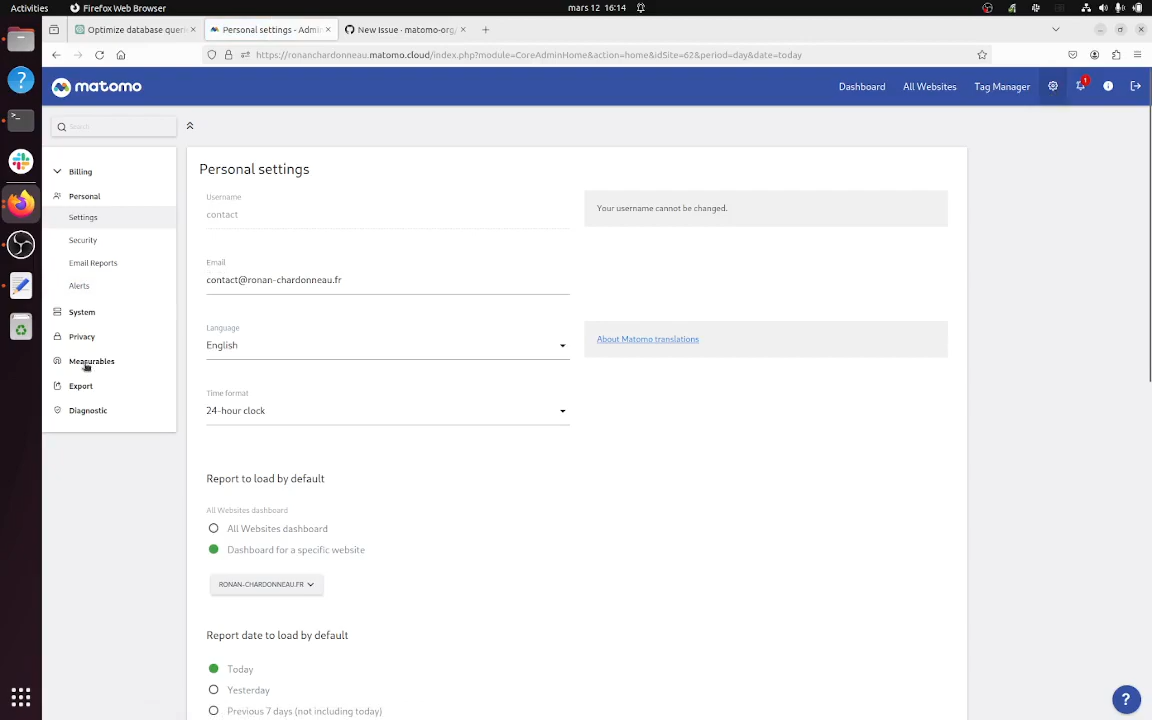 Activities
Firefox Web Browser
mars 12 16:14
Optimize database queri
Personal settings - Admi
New Issue · matomo-org/
https://ronanchardonneau.matomo.cloud/index.php?module=CoreAdminHome&action=home&idSite=62&period=day&date=today
matomo
Dashboard
All Websites
Tag Manager
1
Search
Billing
Personal
Settings
Security
Email Reports
Alerts
System
Privacy
Measurables
Export
Diagnostic
Personal settings
Username
contact
Your username cannot be changed.
Email
contact@ronan-chardonneau.fr
Language
English
About Matomo translations
Time format
24-hour clock
Report to load by default
All Websites dashboard
All Websites dashboard
Dashboard for a specific website
RONAN-CHARDONNEAU.FR
Report date to load by default
Today
Yesterday
Previous 7 days (not including today)